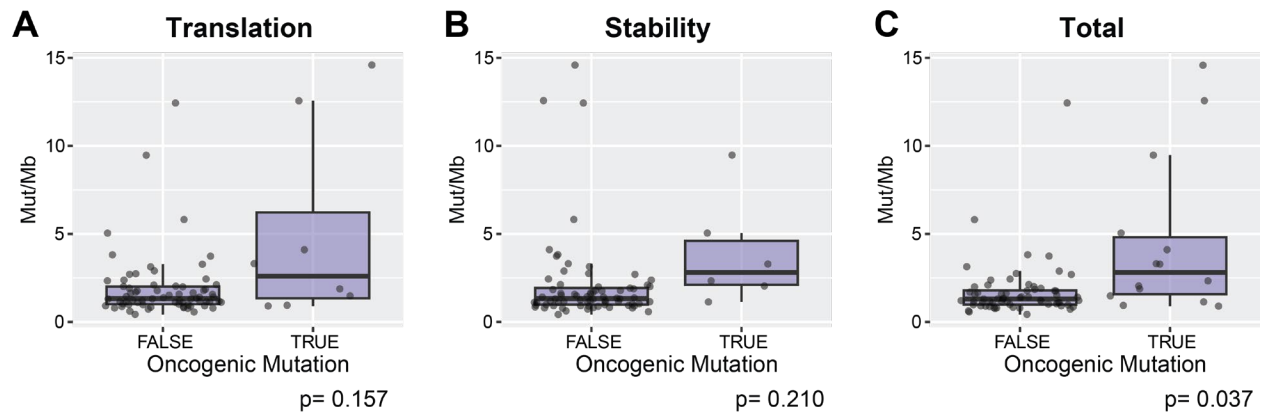 A
Translation
15
10
5
0
Mut/Mb
FALSE
TRUE
Oncogenic Mutation
p= 0.157
B
Stability
15
10
5
0
Mut/Mb
FALSE
TRUE
Oncogenic Mutation
p= 0.210
C
Total
15
10
5
0
Mut/Mb
FALSE
TRUE
Oncogenic Mutation
p= 0.037